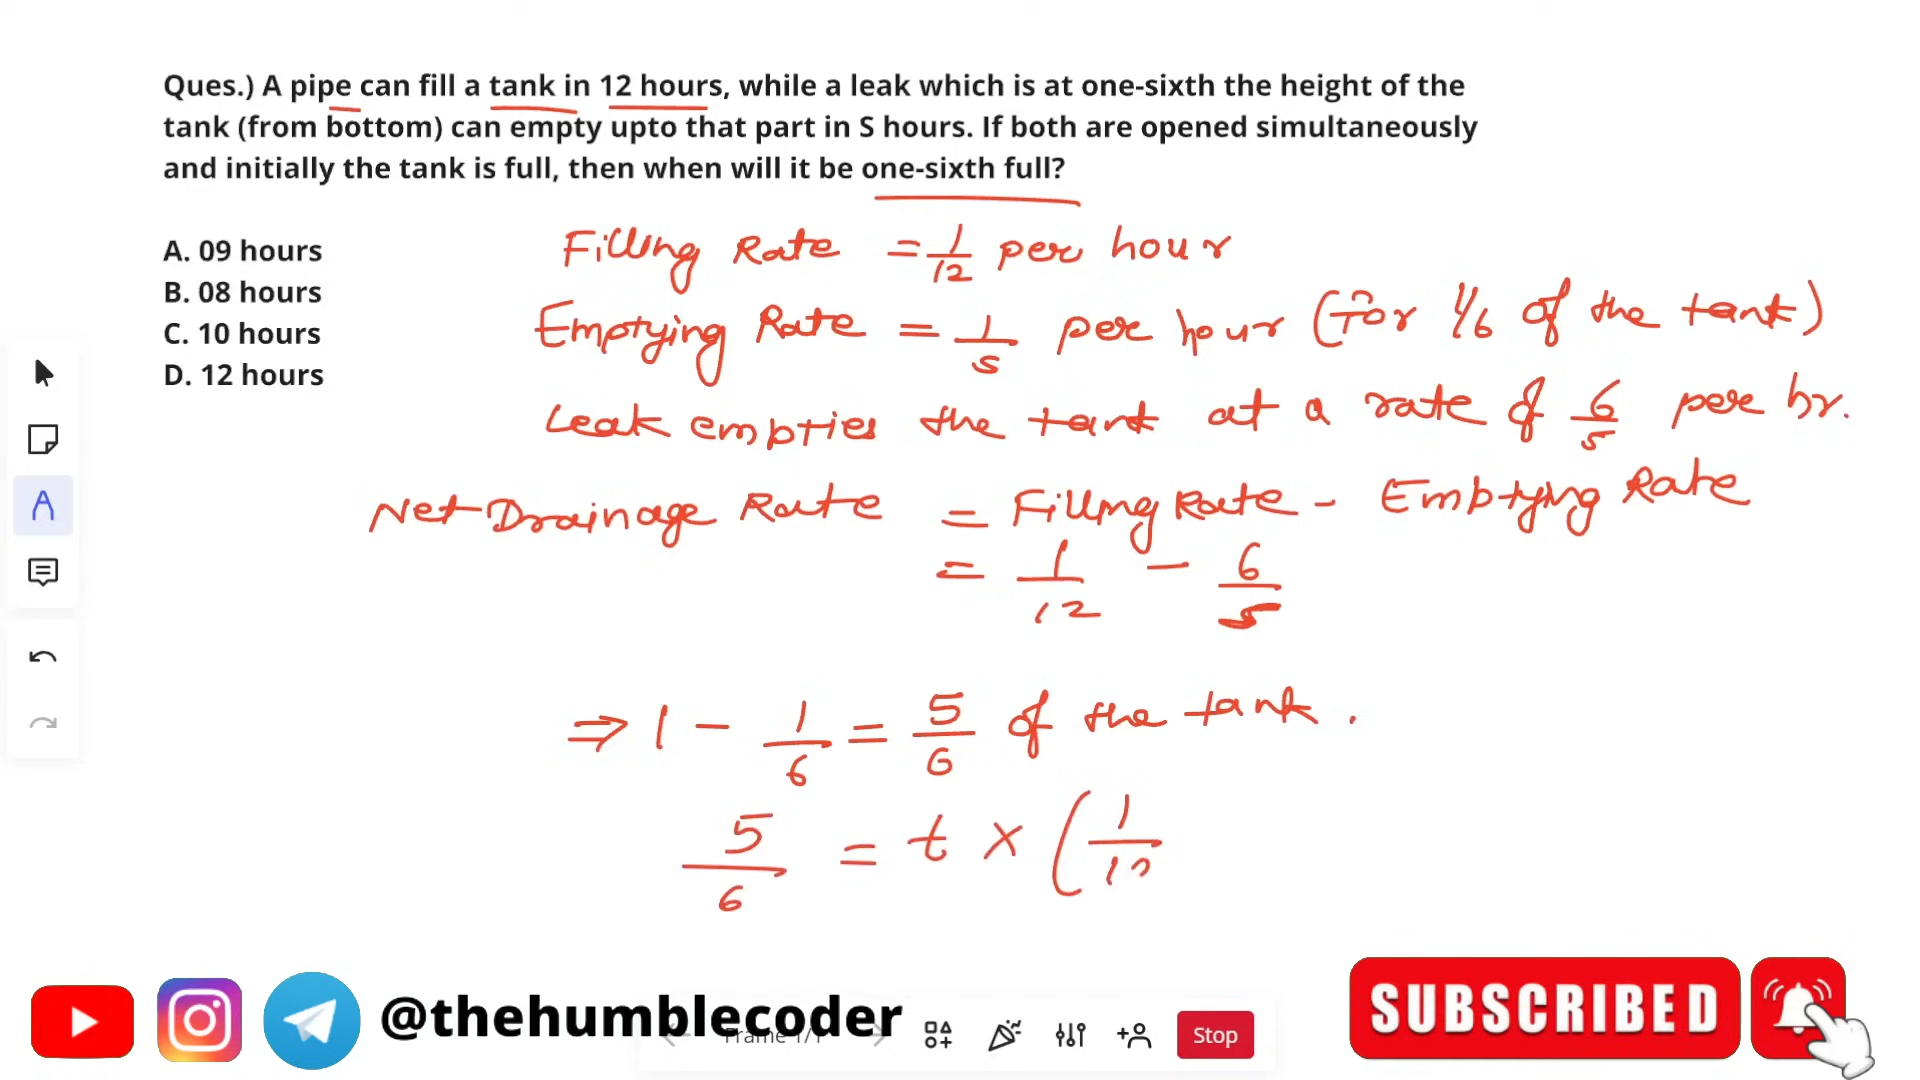 Ques.) A pipe can fill a tank in 12 hours, while a leak which is at one-sixth the height of the
tank (from bottom) can empty upto that part in S hours. If both are opened simultaneously
and initially the tank is full, then when will it be one-sixth full?
A. 09 hours
B. 08 hours
C. 10 hours
D. 12 hours
Filling Rate = 1/12 per hour
Emptying Rate = 1/5 per hour (For 1/6 of the tank)
Leak empties the tank at a rate of 6/5 per hr.
Net Drainage Rate = Filling Rate - Emptying Rate
= 1/12 - 6/5
⇒ 1 - 1/6 = 5/6 of the tank.
5/6 = t × (1/12
@thehumblecoder
Frame 1/1
Stop
SUBSCRIBED